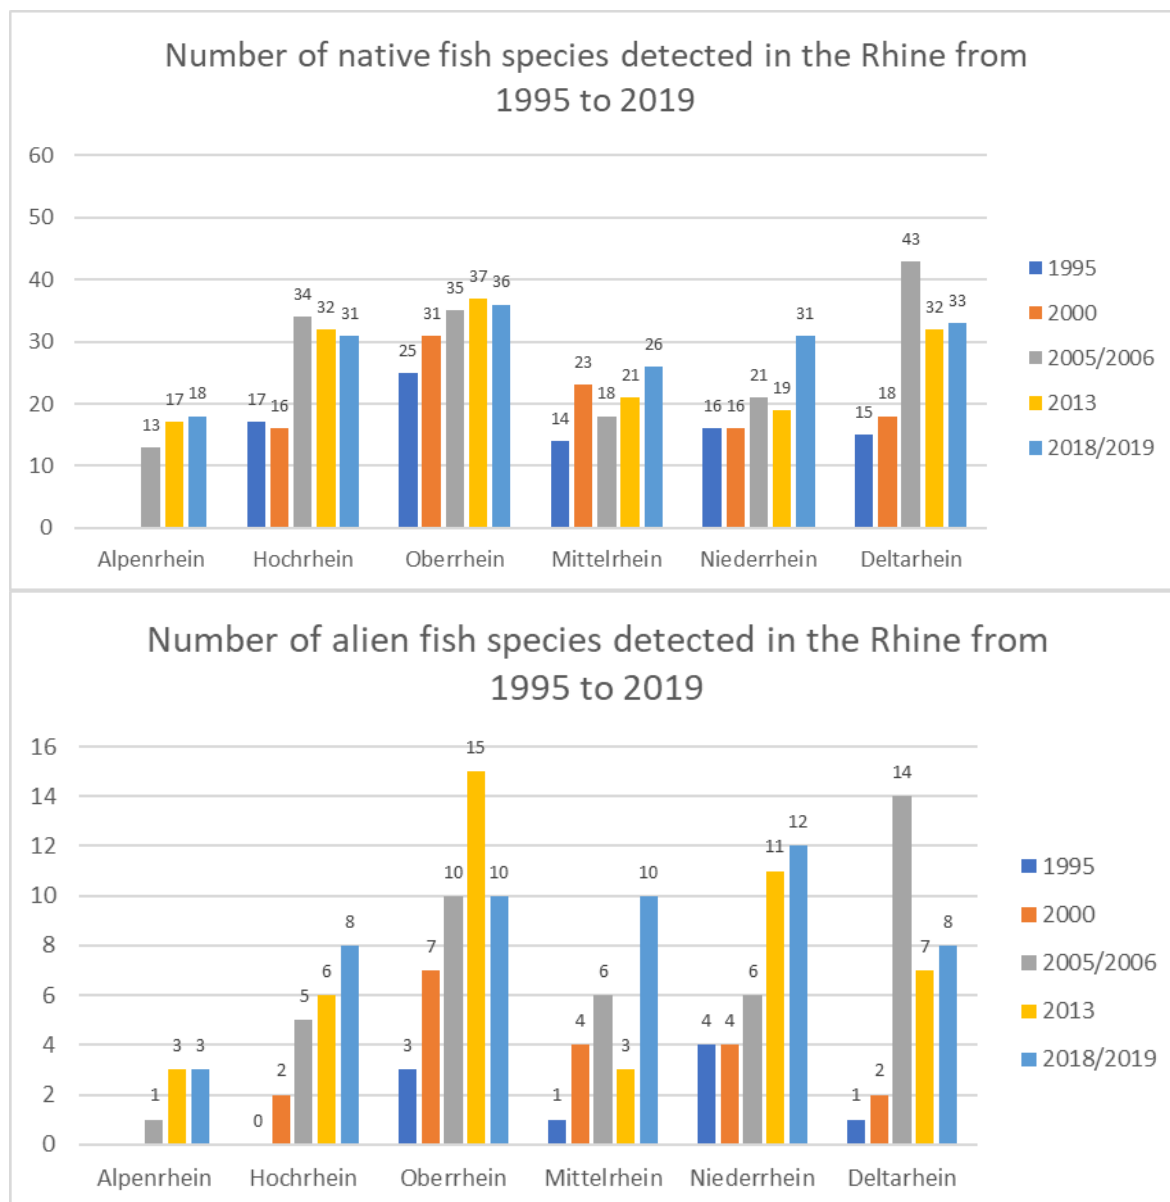 Number of native fish species detected in the Rhine from
1995 to 2019
60
50
40
30
20
10
0
13 17 18
17 16 34 32 31
25 31 35 37 36
14 23 18 21 26
16 16 21 19 31
15 18 43 32 33
Alpenrhein Hochrhein Oberrhein Mittelrhein Niederrhein Deltarhein
1995
2000
2005/2006
2013
2018/2019
Number of alien fish species detected in the Rhine from
1995 to 2019
16
14
12
10
8
6
4
2
0
1 3 3
0 2 5 6 8
3 7 10 15 10
1 4 6 3 10
4 4 6 11 12
1 2 14 7 8
Alpenrhein Hochrhein Oberrhein Mittelrhein Niederrhein Deltarhein
1995
2000
2005/2006
2013
2018/2019